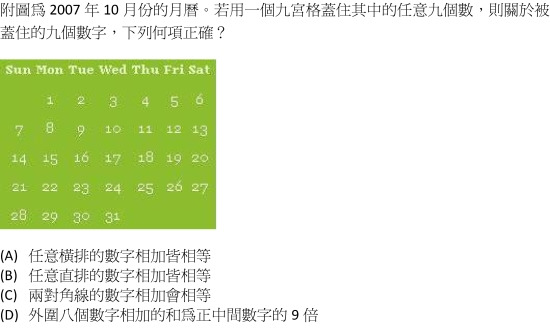 附圖爲 2007 年 10 月份的月曆。若用一個九宮格蓋住其中的任意九個數，則關於被
蓋住的九個數字，下列何項正確？
Sun Mon Tue Wed Thu Fri Sat
1 2 3 4 5 6
7 8 9 10 11 12 13
14 15 16 17 18 19 20
21 22 23 24 25 26 27
28 29 30 31
(A) 任意橫排的數字相加皆相等
(B) 任意直排的數字相加皆相等
(C) 兩對角線的數字相加會相等
(D) 外圍八個數字相加的和爲正中間數字的 9 倍